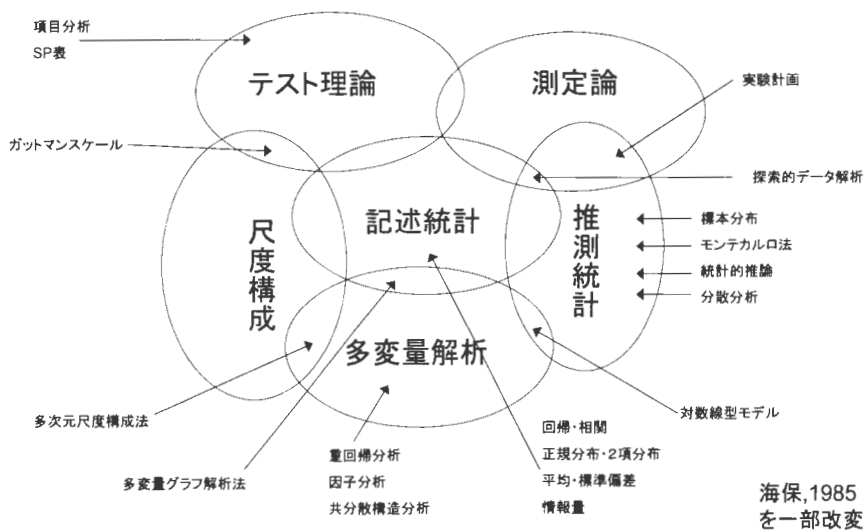 項目分析
SP表
テスト理論
測定論
実験計画
ガットマンスケール
探索的データ解析
記述統計
尺度構成
推測統計
標本分布
モンテカルロ法
統計的推論
分散分析
多変量解析
多次元尺度構成法
対数線型モデル
多変量グラフ解析法
重回帰分析
因子分析
共分散構造分析
回帰・相関
正規分布・2項分布
平均・標準偏差
情報量
海保,1985
を一部改変